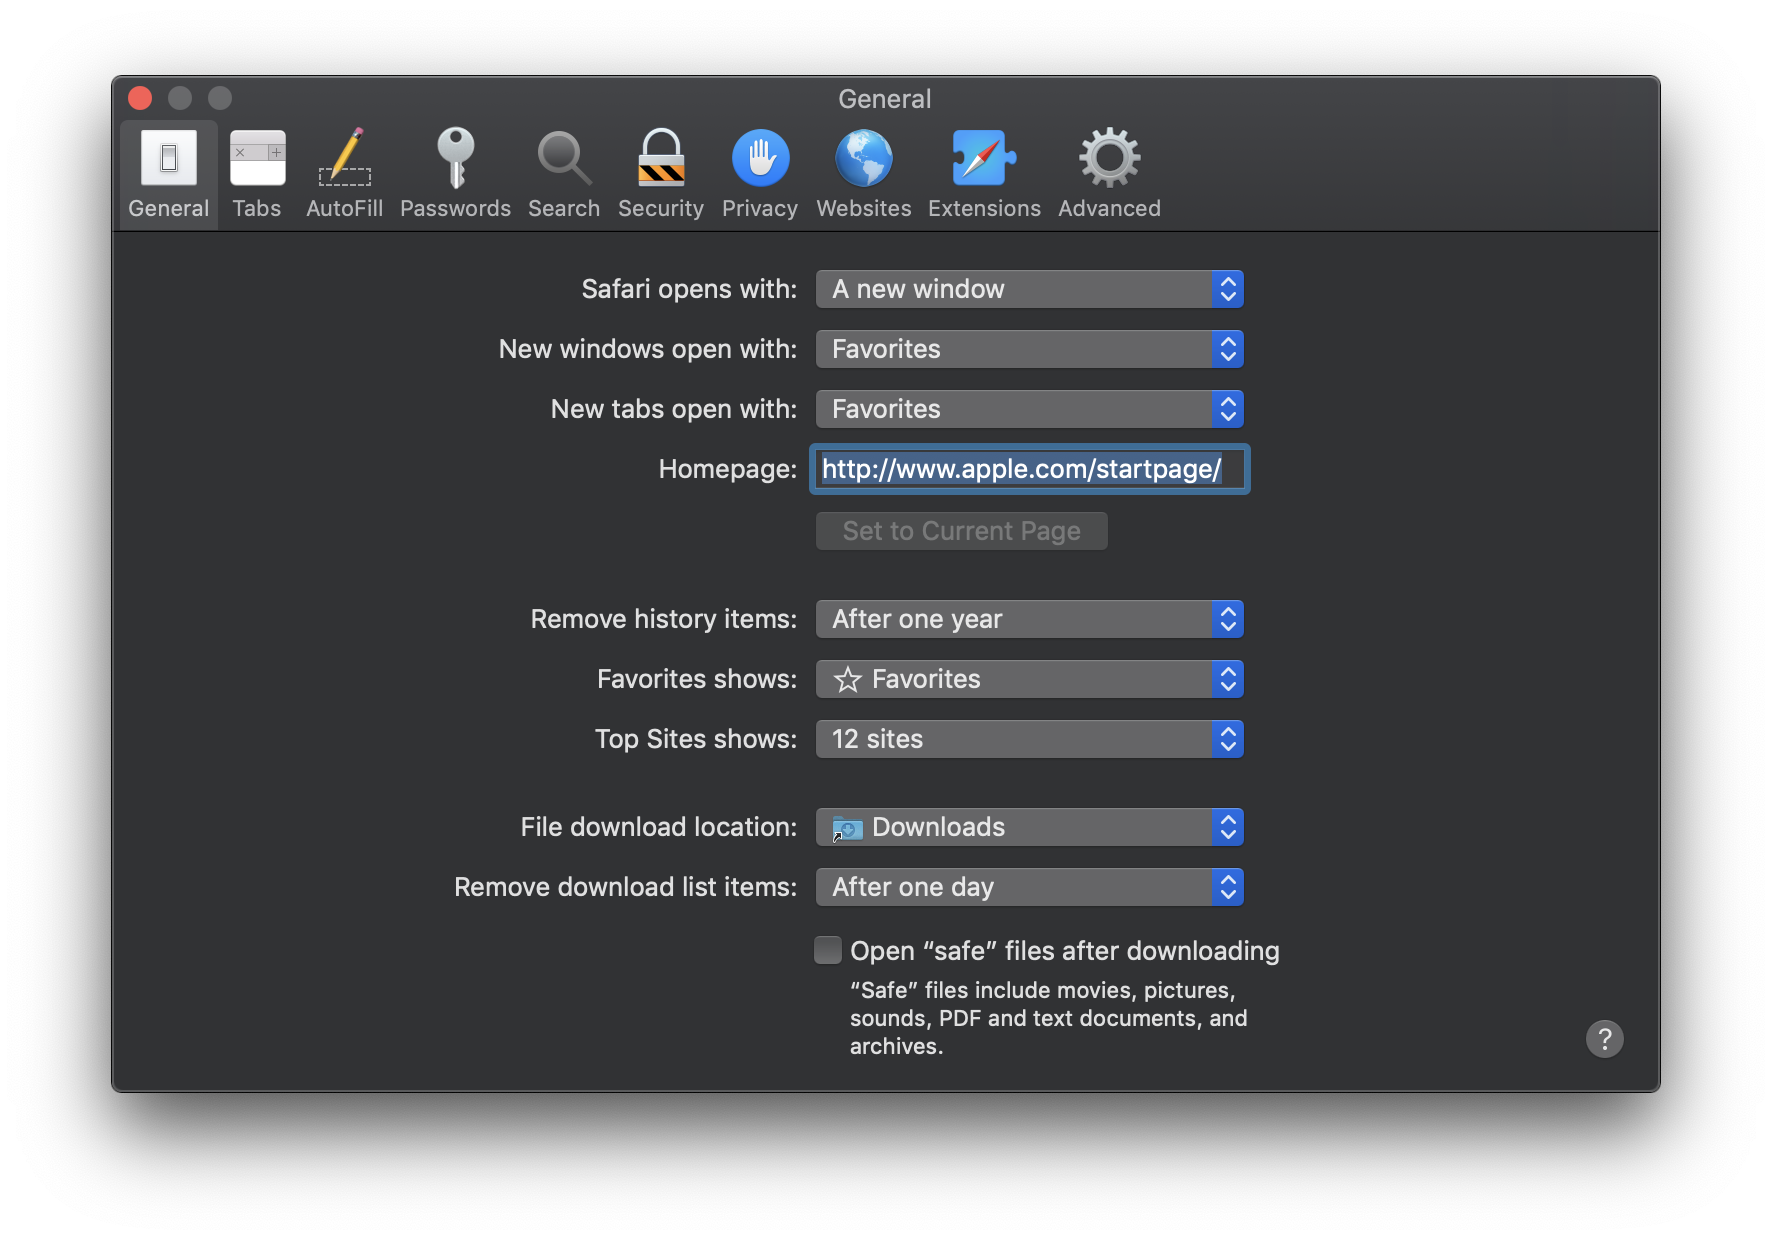 General
General Tabs AutoFill Passwords Search Security Privacy Websites Extensions Advanced
Safari opens with: A new window
New windows open with: Favorites
New tabs open with: Favorites
Homepage: http://www.apple.com/startpage/
Set to Current Page
Remove history items: After one year
Favorites shows: Favorites
Top Sites shows: 12 sites
File download location: Downloads
Remove download list items: After one day
Open “safe” files after downloading
“Safe” files include movies, pictures,
sounds, PDF and text documents, and
archives.
?